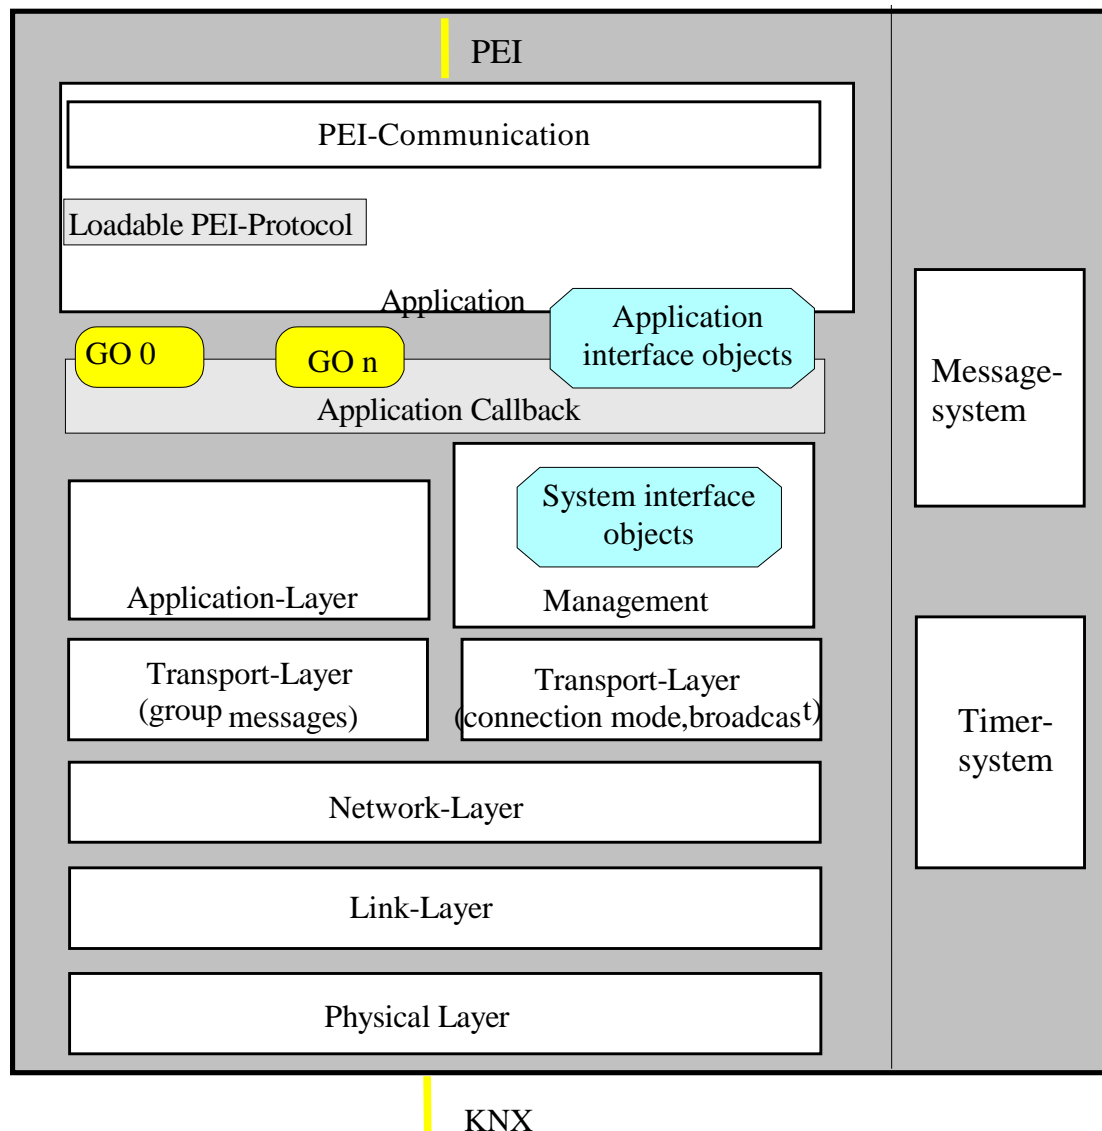 PEI
PEI-Communication
Loadable PEI-Protocol
Application
Application
interface objects
GO 0
GO n
Application Callback
Message-
system
System interface
objects
Application-Layer
Management
Transport-Layer
(group messages)
Transport-Layer
(connection mode,broadcast)
Timer-
system
Network-Layer
Link-Layer
Physical Layer
KNX